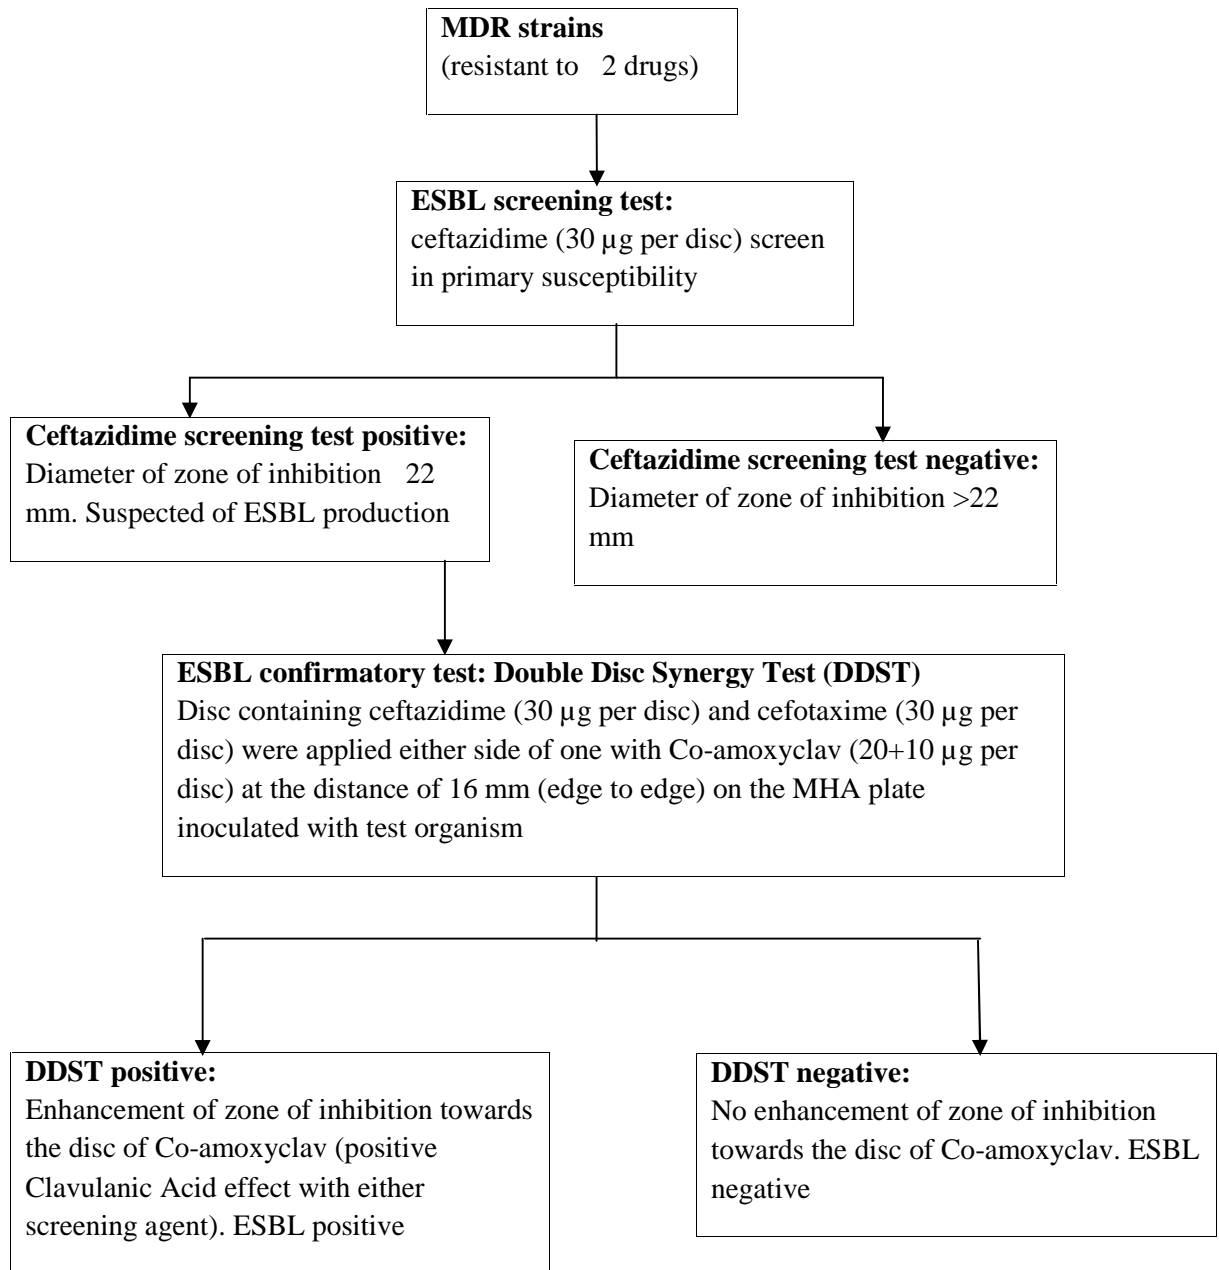 MDR strains
(resistant to 2 drugs)
ESBL screening test:
ceftazidime (30 µg per disc) screen
in primary susceptibility
Ceftazidime screening test positive:
Diameter of zone of inhibition 22
mm. Suspected of ESBL production
Ceftazidime screening test negative:
Diameter of zone of inhibition >22
mm
ESBL confirmatory test: Double Disc Synergy Test (DDST)
Disc containing ceftazidime (30 µg per disc) and cefotaxime (30 µg per
disc) were applied either side of one with Co-amoxyclav (20+10 µg per
disc) at the distance of 16 mm (edge to edge) on the MHA plate
inoculated with test organism
DDST positive:
Enhancement of zone of inhibition towards
the disc of Co-amoxyclav (positive
Clavulanic Acid effect with either
screening agent). ESBL positive
DDST negative:
No enhancement of zone of inhibition
towards the disc of Co-amoxyclav. ESBL
negative